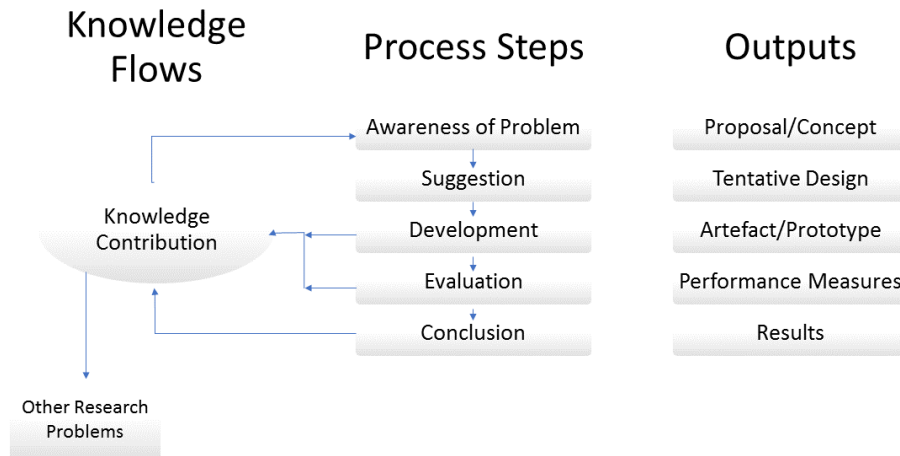 Knowledge
Flows
Process Steps
Outputs
Awareness of Problem
Proposal/Concept
Suggestion
Tentative Design
Knowledge
Contribution
Development
Artefact/Prototype
Evaluation
Performance Measures
Conclusion
Results
Other Research
Problems